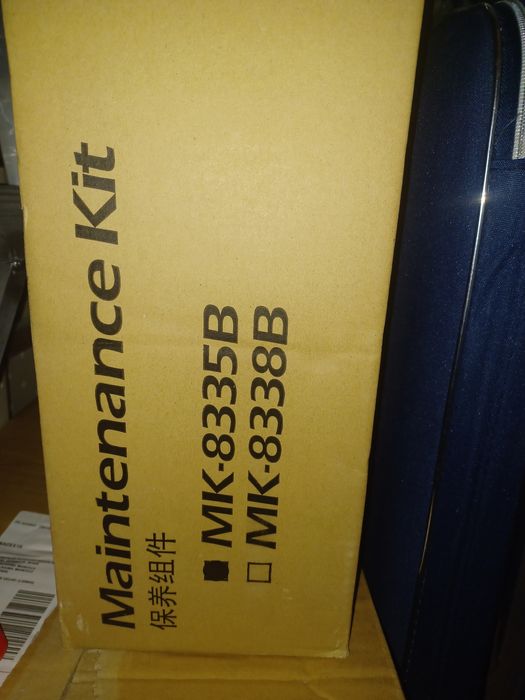 Maintenance Kit
保养组件
■ MK-8335B
□ MK-8338B